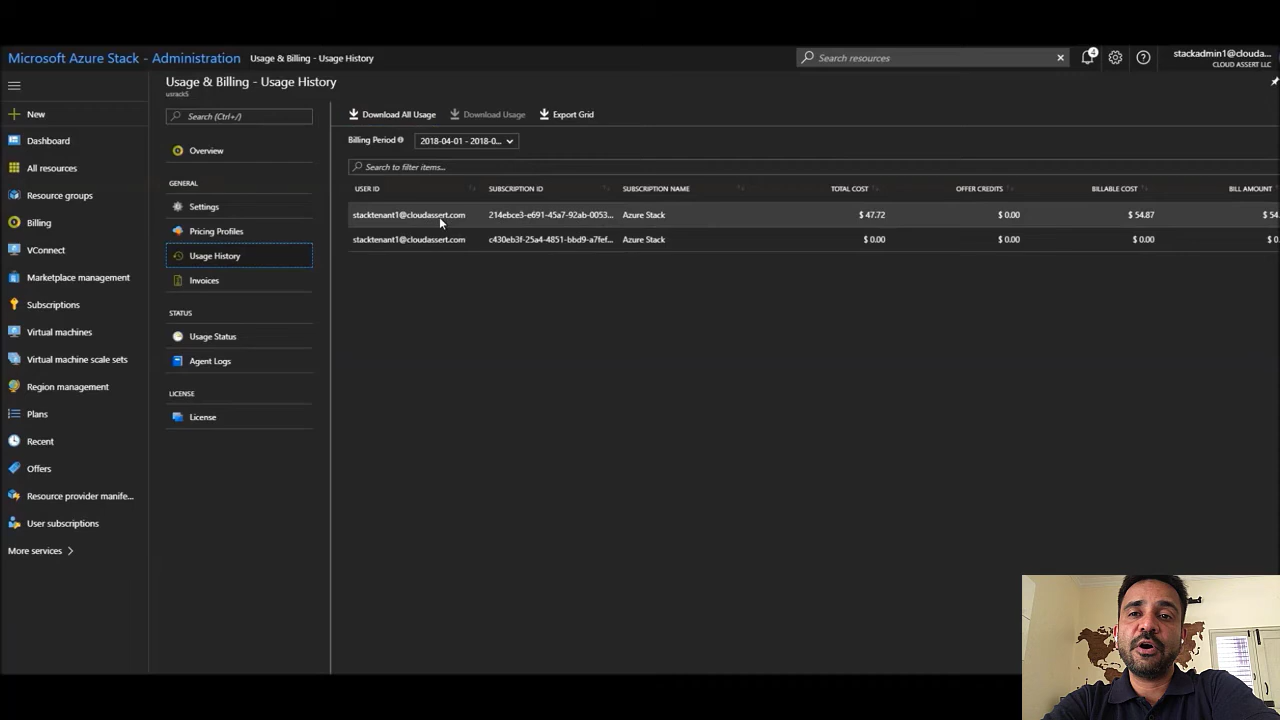 Microsoft Azure Stack - Administration
Usage & Billing - Usage History
Search resources
4
stackadmin1@clouda...
CLOUD ASSERT LLC
New
Dashboard
All resources
Resource groups
Billing
VConnect
Marketplace management
Subscriptions
Virtual machines
Virtual machine scale sets
Region management
Plans
Recent
Offers
Resource provider manife...
User subscriptions
More services
Usage & Billing - Usage History
usrack5
Search (Ctrl+/)
Overview
GENERAL
Settings
Pricing Profiles
Usage History
Invoices
STATUS
Usage Status
Agent Logs
LICENSE
License
Download All Usage Download Usage Export Grid
Billing Period 2018-04-01 - 2018-0...
Search to filter items...
USER ID SUBSCRIPTION ID SUBSCRIPTION NAME TOTAL COST OFFER CREDITS BILLABLE COST BILL AMOUNT
stacktenant1@cloudassert.com 214ebce3-e691-45a7-92ab-0053... Azure Stack $ 47.72 $ 0.00 $ 54.87 $ 54.
stacktenant1@cloudassert.com c430eb3f-25a4-4851-bbd9-a7fef... Azure Stack $ 0.00 $ 0.00 $ 0.00 $ 0.